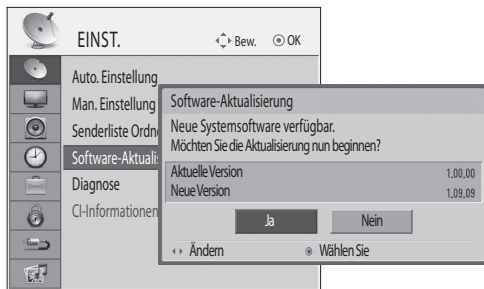 EINST.
Bew. OK
Auto. Einstellung
Man. Einstellung
Senderliste Ordn
Software-Aktuali
Diagnose
CI-Informationen
Software-Aktualisierung
Neue Systemsoftware verfügbar.
Möchten Sie die Aktualisierung nun beginnen?
Aktuelle Version 1,00,00
Neue Version 1,09,09
Ja Nein
Ändern Wählen Sie